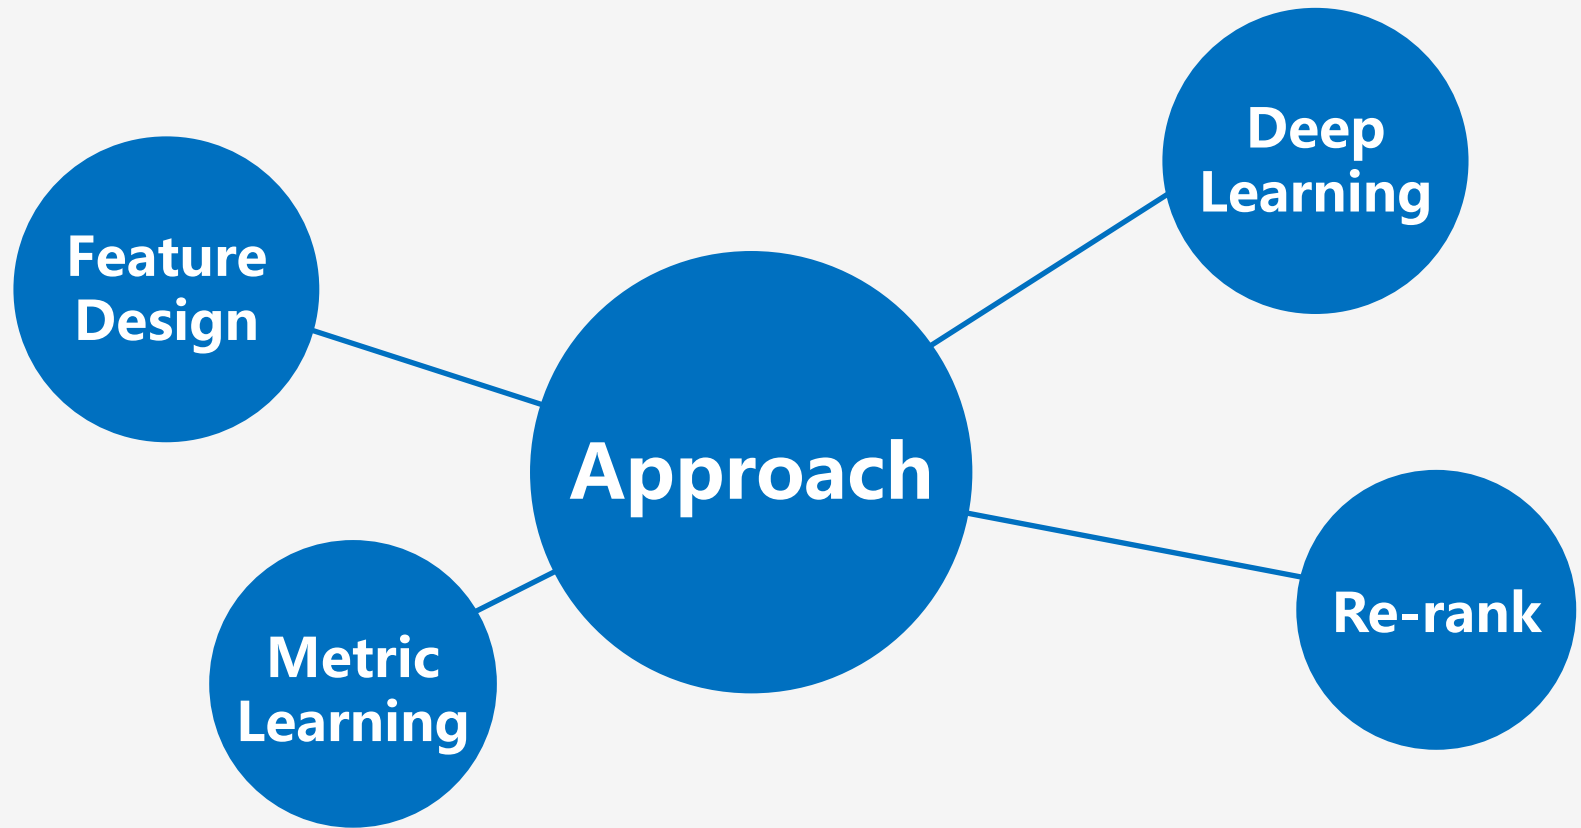 Deep
Learning
Feature
Design
Approach
Re-rank
Metric
Learning